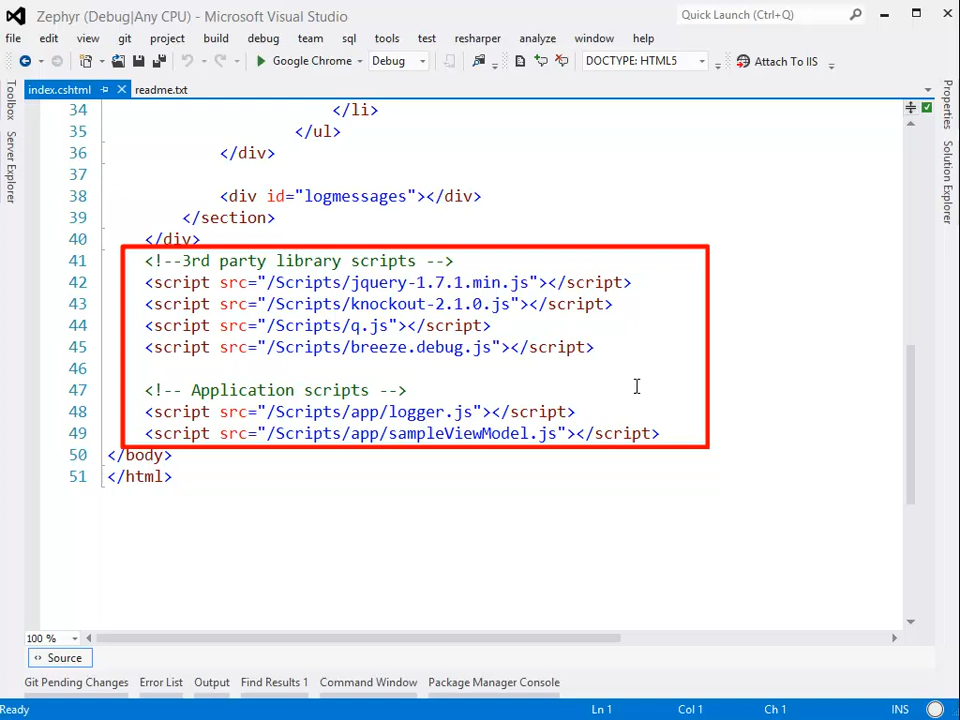 Zephyr (Debug|Any CPU) - Microsoft Visual Studio
Quick Launch (Ctrl+Q)
file edit view git project build debug team sql tools test resharper analyze window help
Google Chrome Debug DOCTYPE: HTML5 Attach To IIS
index.cshtml readme.txt
Toolbox
Server Explorer
Properties
Solution Explorer
34 </li>
35 </ul>
36 </div>
37
38 <div id="logmessages"></div>
39 </section>
40 </div>
41 <!--3rd party library scripts -->
42 <script src="/Scripts/jquery-1.7.1.min.js"></script>
43 <script src="/Scripts/knockout-2.1.0.js"></script>
44 <script src="/Scripts/q.js"></script>
45 <script src="/Scripts/breeze.debug.js"></script>
46
47 <!-- Application scripts -->
48 <script src="/Scripts/app/logger.js"></script>
49 <script src="/Scripts/app/sampleViewModel.js"></script>
50 </body>
51 </html>
100 %
Source
Git Pending Changes Error List Output Find Results 1 Command Window Package Manager Console
Ready Ln 1 Col 1 Ch 1 INS